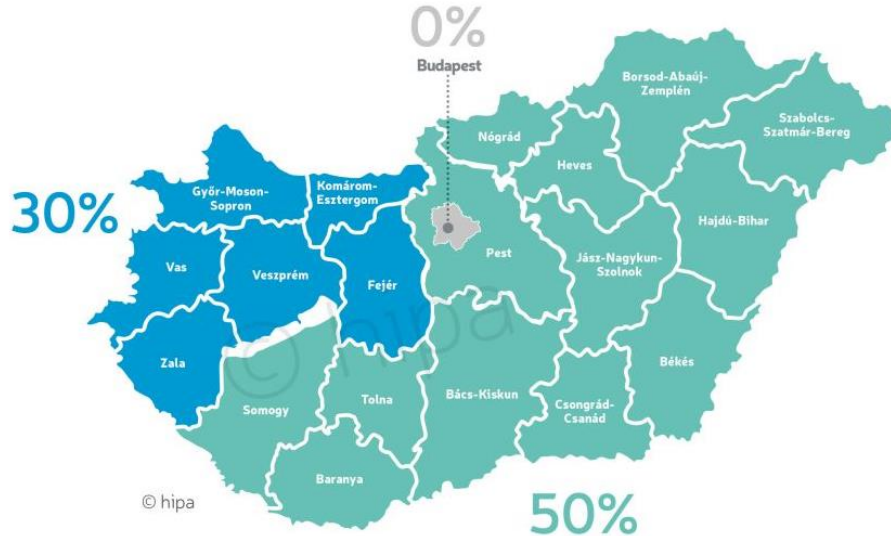 0%
Budapest
Borsod-Abaúj-
Zemplén
Szabolcs-
Szatmár-Bereg
Nógrád
Heves
Győr-Moson-
Sopron
Komárom-
Esztergom
30%
Hajdú-Bihar
Pest
Jász-Nagykun-
Szolnok
Vas
Veszprém
Fejér
© hipa
Zala
Békés
Somogy
Tolna
Bács-Kiskun
Csongrád-
Csanád
Baranya
© hipa
50%